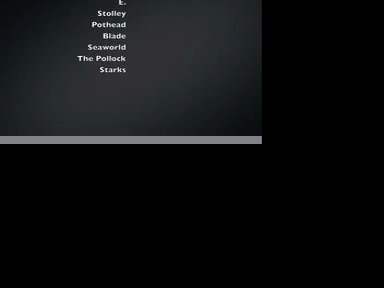 E.
Stolley
Pothead
Blade
Seaworld
The Pollock
Starks